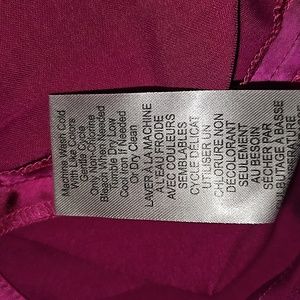 Machine Wash Cold
With Like Colors
Delicate Cycle
Only Non-Chlorine
Bleach When Needed
Tumble Dry Low
Cool Iron If Needed
Or Dry Clean
LAVER À LA MACHINE
A L'EAU FROIDE
AVEC COULEURS
SEMBLABLES
CYCLE DÉLICAT
UTILISER UN
CHLORURE NON
DÉCOLORANT
SEULEMENT
AU BESOIN
SÉCHER PAR
CULBUTAGE À BASSE